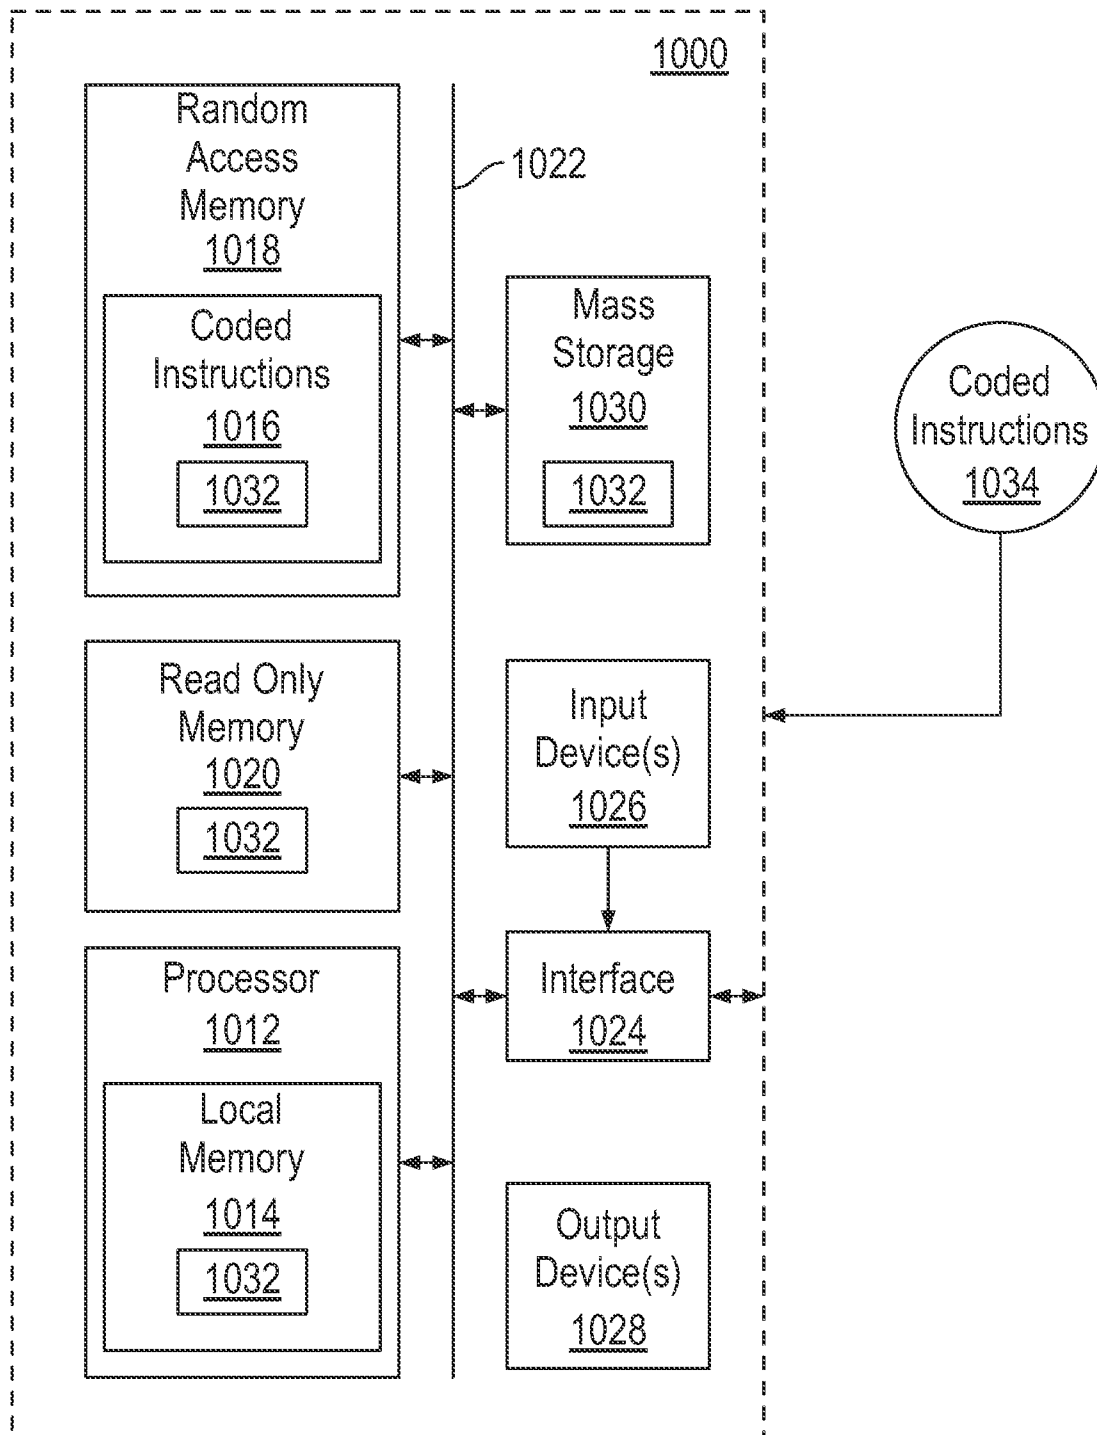 1000
Random
Access
Memory
1018
Coded
Instructions
1016
1032
1022
Mass
Storage
1030
1032
Coded
Instructions
1034
Read Only
Memory
1020
1032
Input
Device(s)
1026
Processor
1012
Local
Memory
1014
1032
Interface
1024
Output
Device(s)
1028